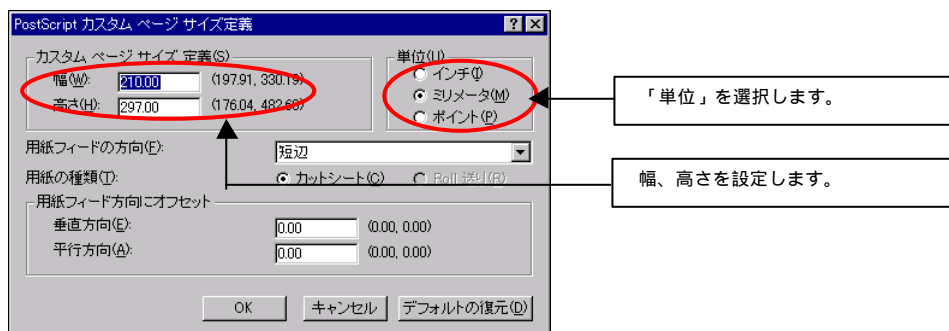 PostScript カスタム ページ サイズ定義
カスタム ページ サイズ 定義(S)
幅(W): 210.00 (197.91, 330.19)
高さ(H): 297.00 (176.04, 482.60)
単位(U)
インチ(I)
ミリメータ(M)
ポイント(P)
用紙フィードの方向(F): 短辺
用紙の種類(T): カットシート(C) Roll 送り(R)
用紙フィード方向にオフセット
垂直方向(E): 0.00 (0.00, 0.00)
平行方向(A): 0.00 (0.00, 0.00)
OK キャンセル デフォルトの復元(D)
「単位」を選択します。
幅、高さを設定します。